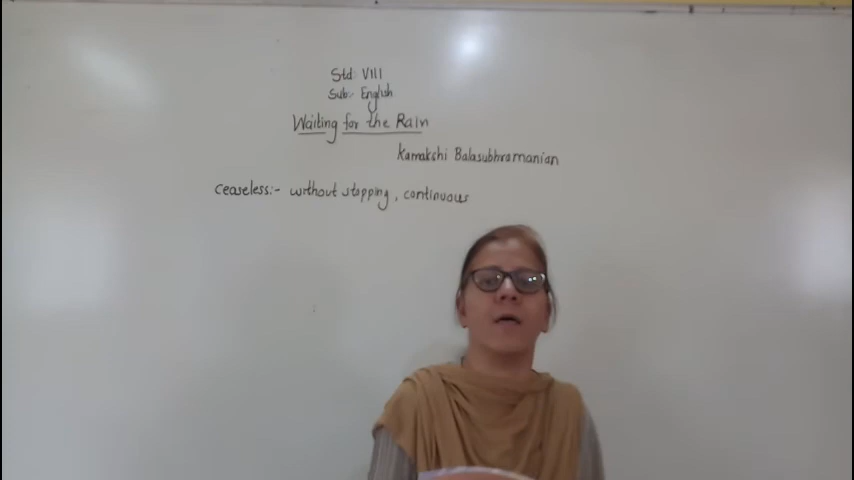 Std: VIII
Sub:- English
Waiting for the Rain
Kamakshi Balasubhramanian
Ceaseless:- without stopping, continuous